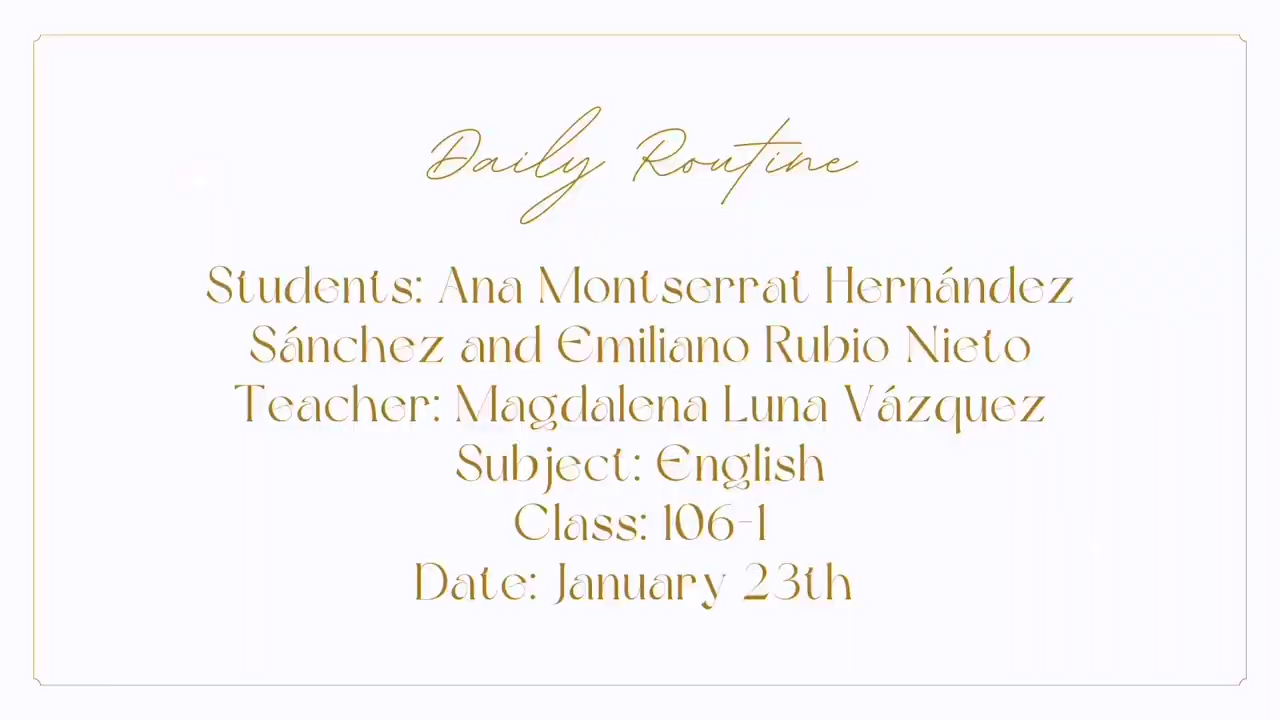 Daily Routine
Students: Ana Montserrat Hernández
Sánchez and Emiliano Rubio Nieto
Teacher: Magdalena Luna Vázquez
Subject: English
Class: 106-1
Date: January 23th